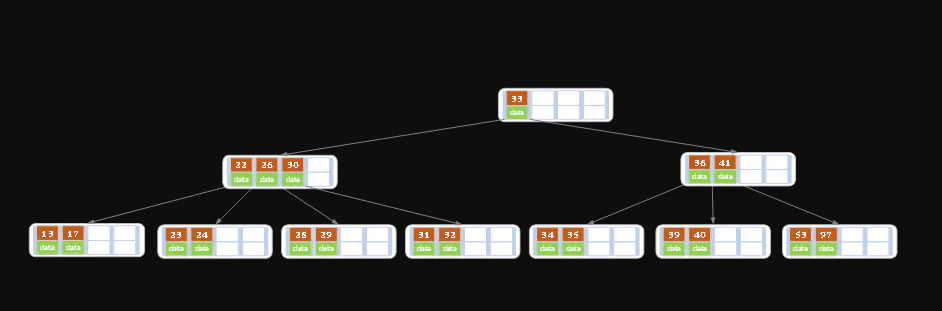 33
data
22 26 30
data data data
36 41
data data
13 17
data data
23 24
data data
28 29
data data
31 32
data data
34 35
data data
39 40
data data
53 97
data data